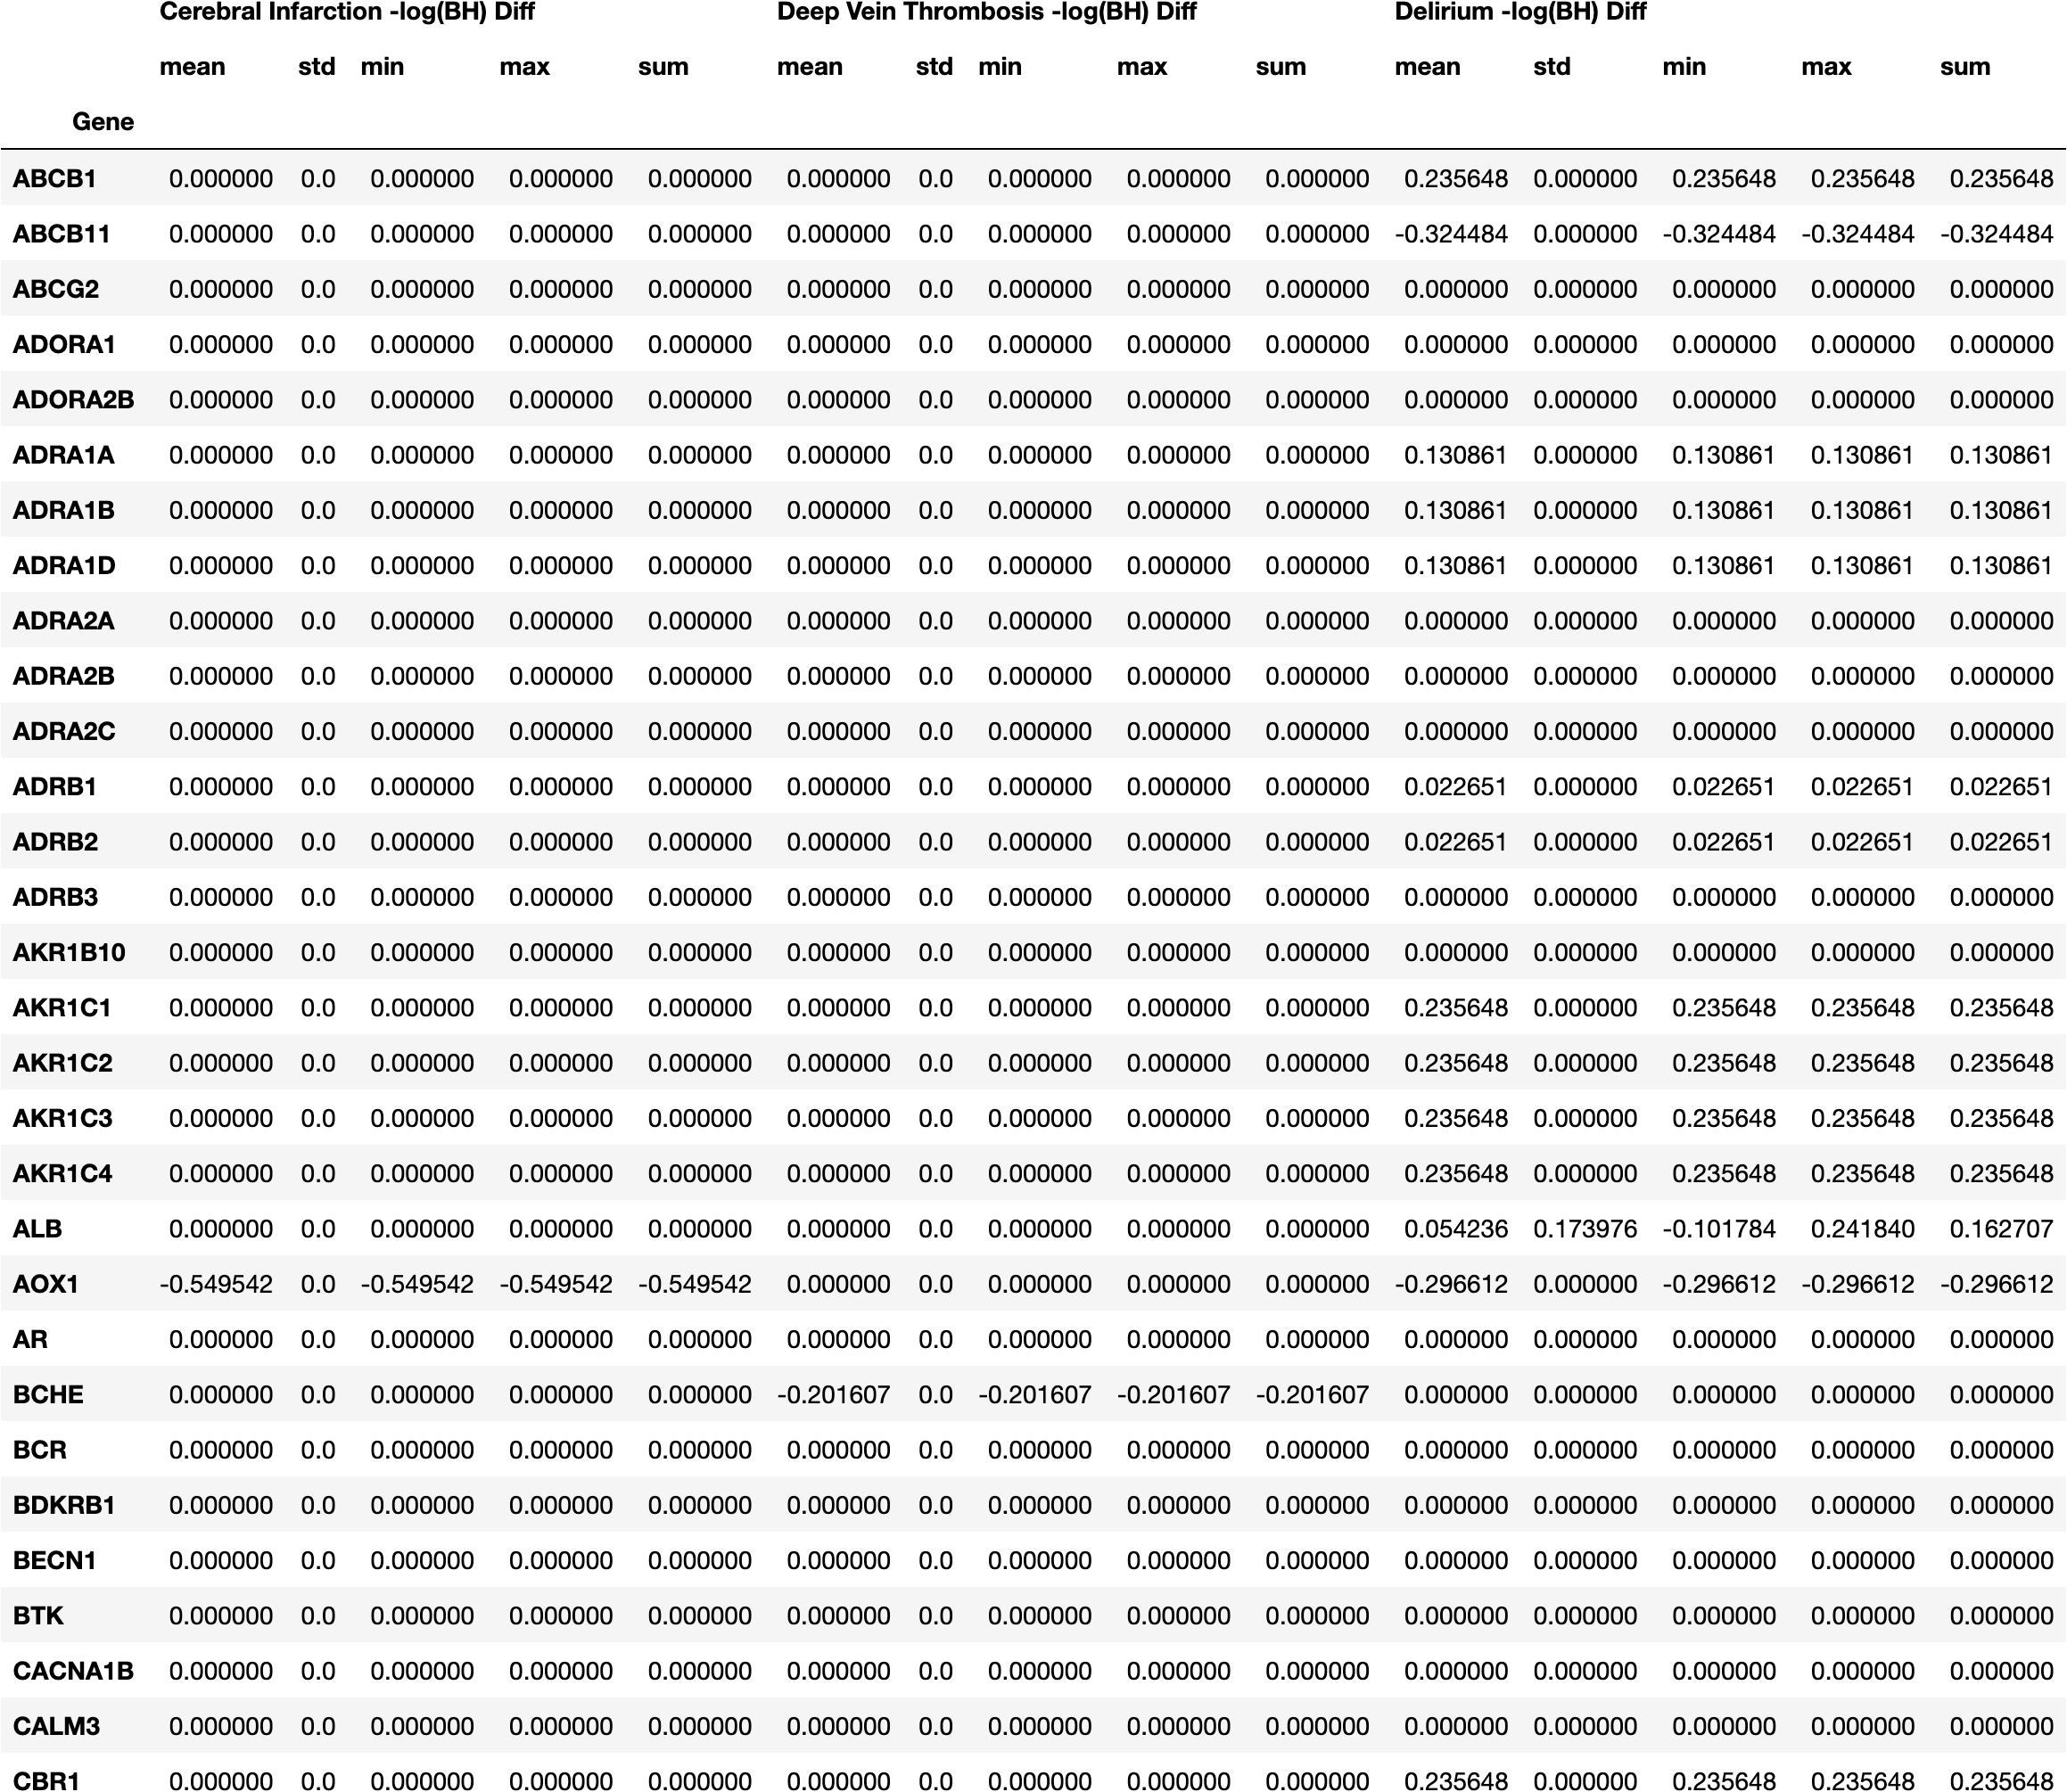 Cerebral Infarction -log(BH) Diff Deep Vein Thrombosis -log(BH) Diff Delirium -log(BH) Diff
mean std min max sum mean std min max sum mean std min max sum
Gene
ABCB1 0.000000 0.0 0.000000 0.000000 0.000000 0.000000 0.0 0.000000 0.000000 0.000000 0.235648 0.000000 0.235648 0.235648 0.235648
ABCB11 0.000000 0.0 0.000000 0.000000 0.000000 0.000000 0.0 0.000000 0.000000 0.000000 -0.324484 0.000000 -0.324484 -0.324484 -0.324484
ABCG2 0.000000 0.0 0.000000 0.000000 0.000000 0.000000 0.0 0.000000 0.000000 0.000000 0.000000 0.000000 0.000000 0.000000 0.000000
ADORA1 0.000000 0.0 0.000000 0.000000 0.000000 0.000000 0.0 0.000000 0.000000 0.000000 0.000000 0.000000 0.000000 0.000000 0.000000
ADORA2B 0.000000 0.0 0.000000 0.000000 0.000000 0.000000 0.0 0.000000 0.000000 0.000000 0.000000 0.000000 0.000000 0.000000 0.000000
ADRA1A 0.000000 0.0 0.000000 0.000000 0.000000 0.000000 0.0 0.000000 0.000000 0.000000 0.130861 0.000000 0.130861 0.130861 0.130861
ADRA1B 0.000000 0.0 0.000000 0.000000 0.000000 0.000000 0.0 0.000000 0.000000 0.000000 0.130861 0.000000 0.130861 0.130861 0.130861
ADRA1D 0.000000 0.0 0.000000 0.000000 0.000000 0.000000 0.0 0.000000 0.000000 0.000000 0.130861 0.000000 0.130861 0.130861 0.130861
ADRA2A 0.000000 0.0 0.000000 0.000000 0.000000 0.000000 0.0 0.000000 0.000000 0.000000 0.000000 0.000000 0.000000 0.000000 0.000000
ADRA2B 0.000000 0.0 0.000000 0.000000 0.000000 0.000000 0.0 0.000000 0.000000 0.000000 0.000000 0.000000 0.000000 0.000000 0.000000
ADRA2C 0.000000 0.0 0.000000 0.000000 0.000000 0.000000 0.0 0.000000 0.000000 0.000000 0.000000 0.000000 0.000000 0.000000 0.000000
ADRB1 0.000000 0.0 0.000000 0.000000 0.000000 0.000000 0.0 0.000000 0.000000 0.000000 0.022651 0.000000 0.022651 0.022651 0.022651
ADRB2 0.000000 0.0 0.000000 0.000000 0.000000 0.000000 0.0 0.000000 0.000000 0.000000 0.022651 0.000000 0.022651 0.022651 0.022651
ADRB3 0.000000 0.0 0.000000 0.000000 0.000000 0.000000 0.0 0.000000 0.000000 0.000000 0.000000 0.000000 0.000000 0.000000 0.000000
AKR1B10 0.000000 0.0 0.000000 0.000000 0.000000 0.000000 0.0 0.000000 0.000000 0.000000 0.000000 0.000000 0.000000 0.000000 0.000000
AKR1C1 0.000000 0.0 0.000000 0.000000 0.000000 0.000000 0.0 0.000000 0.000000 0.000000 0.235648 0.000000 0.235648 0.235648 0.235648
AKR1C2 0.000000 0.0 0.000000 0.000000 0.000000 0.000000 0.0 0.000000 0.000000 0.000000 0.235648 0.000000 0.235648 0.235648 0.235648
AKR1C3 0.000000 0.0 0.000000 0.000000 0.000000 0.000000 0.0 0.000000 0.000000 0.000000 0.235648 0.000000 0.235648 0.235648 0.235648
AKR1C4 0.000000 0.0 0.000000 0.000000 0.000000 0.000000 0.0 0.000000 0.000000 0.000000 0.235648 0.000000 0.235648 0.235648 0.235648
ALB 0.000000 0.0 0.000000 0.000000 0.000000 0.000000 0.0 0.000000 0.000000 0.000000 0.054236 0.173976 -0.101784 0.241840 0.162707
AOX1 -0.549542 0.0 -0.549542 -0.549542 -0.549542 0.000000 0.0 0.000000 0.000000 0.000000 -0.296612 0.000000 -0.296612 -0.296612 -0.296612
AR 0.000000 0.0 0.000000 0.000000 0.000000 0.000000 0.0 0.000000 0.000000 0.000000 0.000000 0.000000 0.000000 0.000000 0.000000
BCHE 0.000000 0.0 0.000000 0.000000 0.000000 -0.201607 0.0 -0.201607 -0.201607 -0.201607 0.000000 0.000000 0.000000 0.000000 0.000000
BCR 0.000000 0.0 0.000000 0.000000 0.000000 0.000000 0.0 0.000000 0.000000 0.000000 0.000000 0.000000 0.000000 0.000000 0.000000
BDKRB1 0.000000 0.0 0.000000 0.000000 0.000000 0.000000 0.0 0.000000 0.000000 0.000000 0.000000 0.000000 0.000000 0.000000 0.000000
BECN1 0.000000 0.0 0.000000 0.000000 0.000000 0.000000 0.0 0.000000 0.000000 0.000000 0.000000 0.000000 0.000000 0.000000 0.000000
BTK 0.000000 0.0 0.000000 0.000000 0.000000 0.000000 0.0 0.000000 0.000000 0.000000 0.000000 0.000000 0.000000 0.000000 0.000000
CACNA1B 0.000000 0.0 0.000000 0.000000 0.000000 0.000000 0.0 0.000000 0.000000 0.000000 0.000000 0.000000 0.000000 0.000000 0.000000
CALM3 0.000000 0.0 0.000000 0.000000 0.000000 0.000000 0.0 0.000000 0.000000 0.000000 0.000000 0.000000 0.000000 0.000000 0.000000
CBR1 0.000000 0.0 0.000000 0.000000 0.000000 0.000000 0.0 0.000000 0.000000 0.000000 0.235648 0.000000 0.235648 0.235648 0.235648